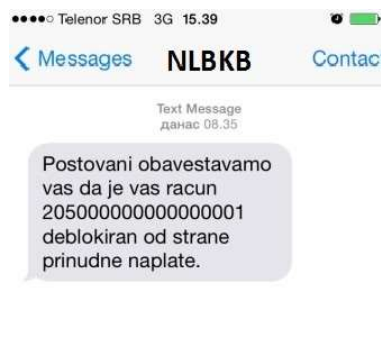 Telenor SRB 3G 15.39
Messages NLBKB Contac
Text Message
данас 08.35
Postovani obavestavamo
vas da je vas racun
205000000000000001
deblokiran od strane
prinudne naplate.